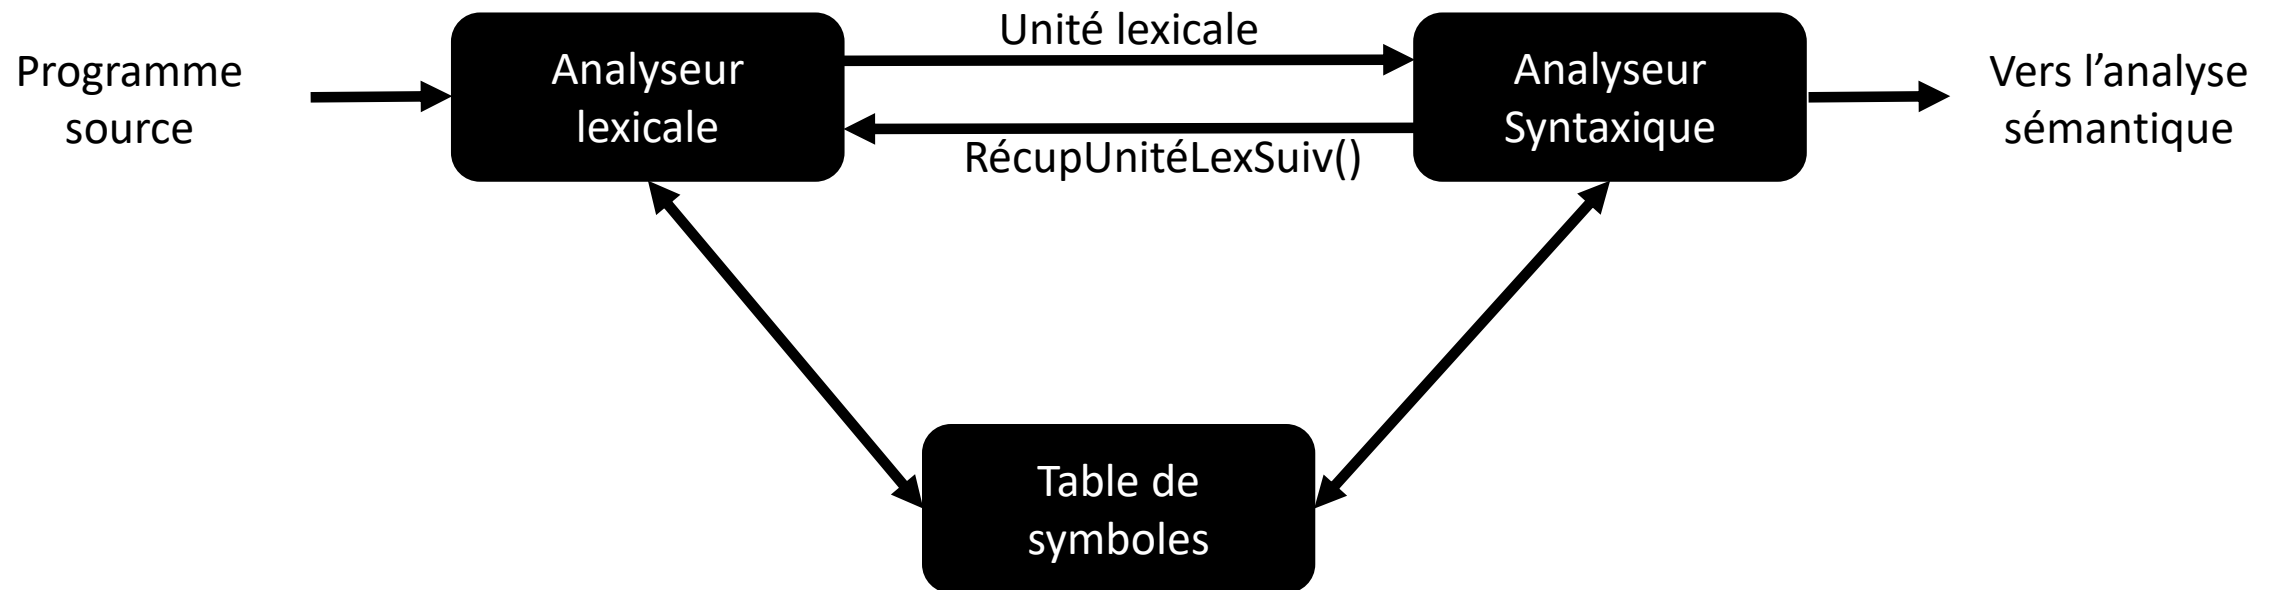 Programme
source
Analyseur
lexicale
Unité lexicale
RécupUnitéLexSuiv()
Analyseur
Syntaxique
Vers l’analyse
sémantique
Table de
symboles